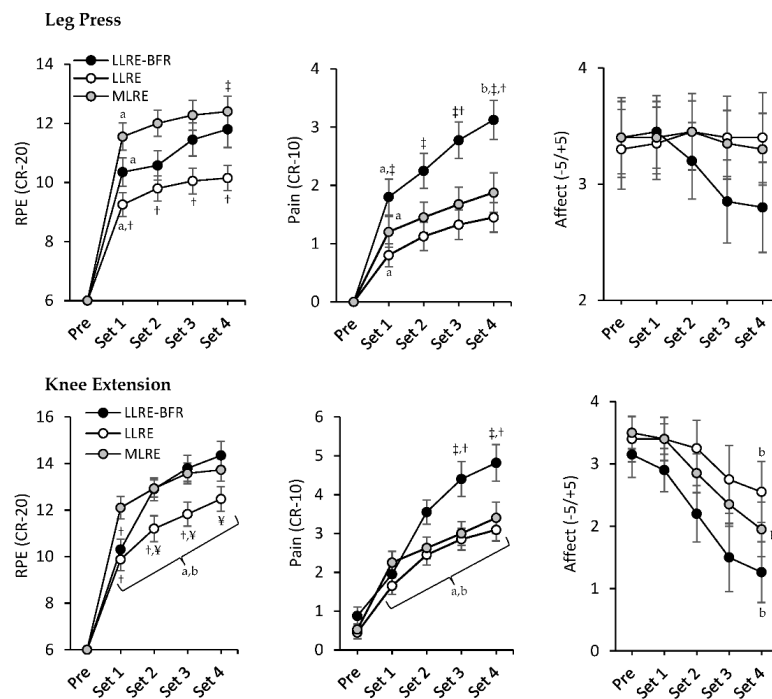 Leg Press
LLRE-BFR
LLRE
MLRE
RPE (CR-20)
14
12
10
8
6
‡
a
a
a,†
†
†
†
Pre
Set 1
Set 2
Set 3
Set 4
Pain (CR-10)
4
3
2
1
0
b,‡,†
‡†
‡
a,‡
a
a
Pre
Set 1
Set 2
Set 3
Set 4
Affect (-5/+5)
4
3
2
Pre
Set 1
Set 2
Set 3
Set 4
Knee Extension
LLRE-BFR
LLRE
MLRE
RPE (CR-20)
16
14
12
10
8
6
†
†
†,¥
†,¥
¥
a,b
Pre
Set 1
Set 2
Set 3
Set 4
Pain (CR-10)
6
5
4
3
2
1
0
‡,†
‡,†
a,b
Pre
Set 1
Set 2
Set 3
Set 4
Affect (-5/+5)
4
3
2
1
0
b
b
Pre
Set 1
Set 2
Set 3
Set 4